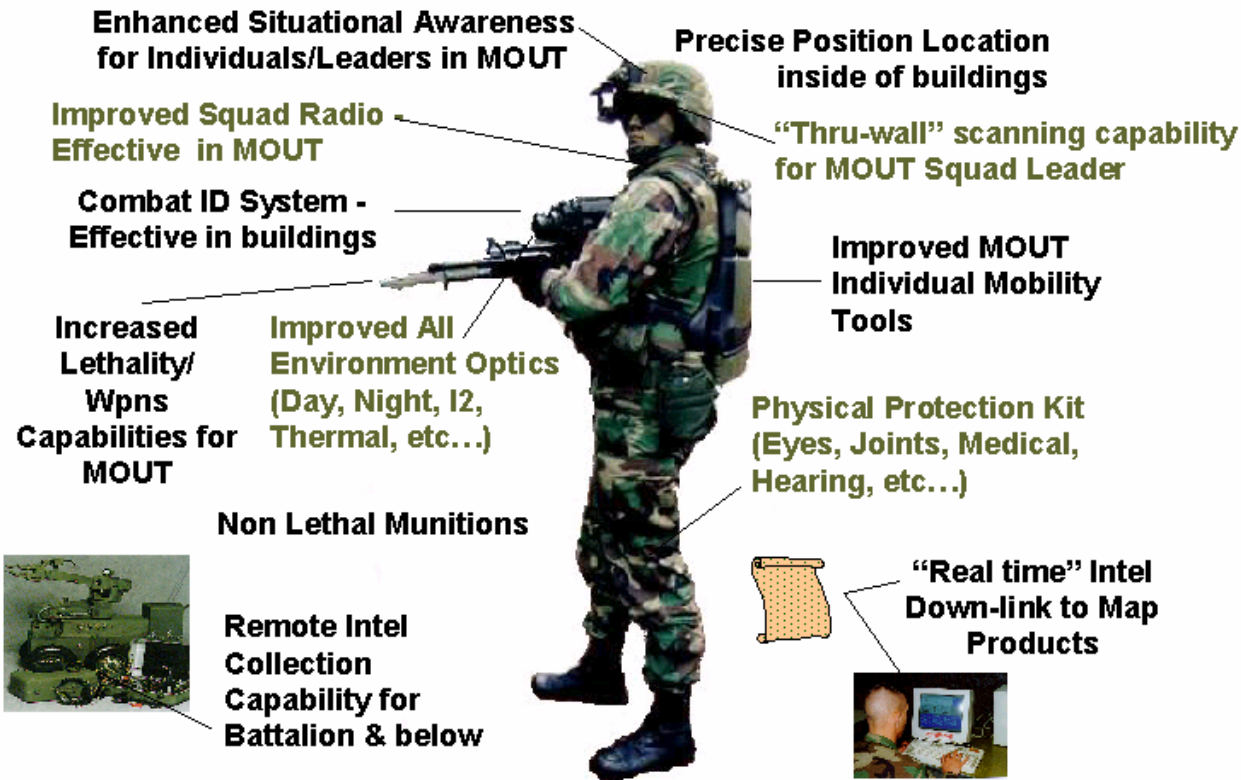 Enhanced Situational Awareness
for Individuals/Leaders in MOUT
Precise Position Location
inside of buildings
Improved Squad Radio -
Effective in MOUT
“Thru-wall” scanning capability
for MOUT Squad Leader
Combat ID System -
Effective in buildings
Improved MOUT
Individual Mobility
Tools
Increased
Lethality/
Wpns
Capabilities for
MOUT
Improved All
Environment Optics
(Day, Night, I2,
Thermal, etc…)
Physical Protection Kit
(Eyes, Joints, Medical,
Hearing, etc…)
Non Lethal Munitions
“Real time” Intel
Down-link to Map
Products
Remote Intel
Collection
Capability for
Battalion & below